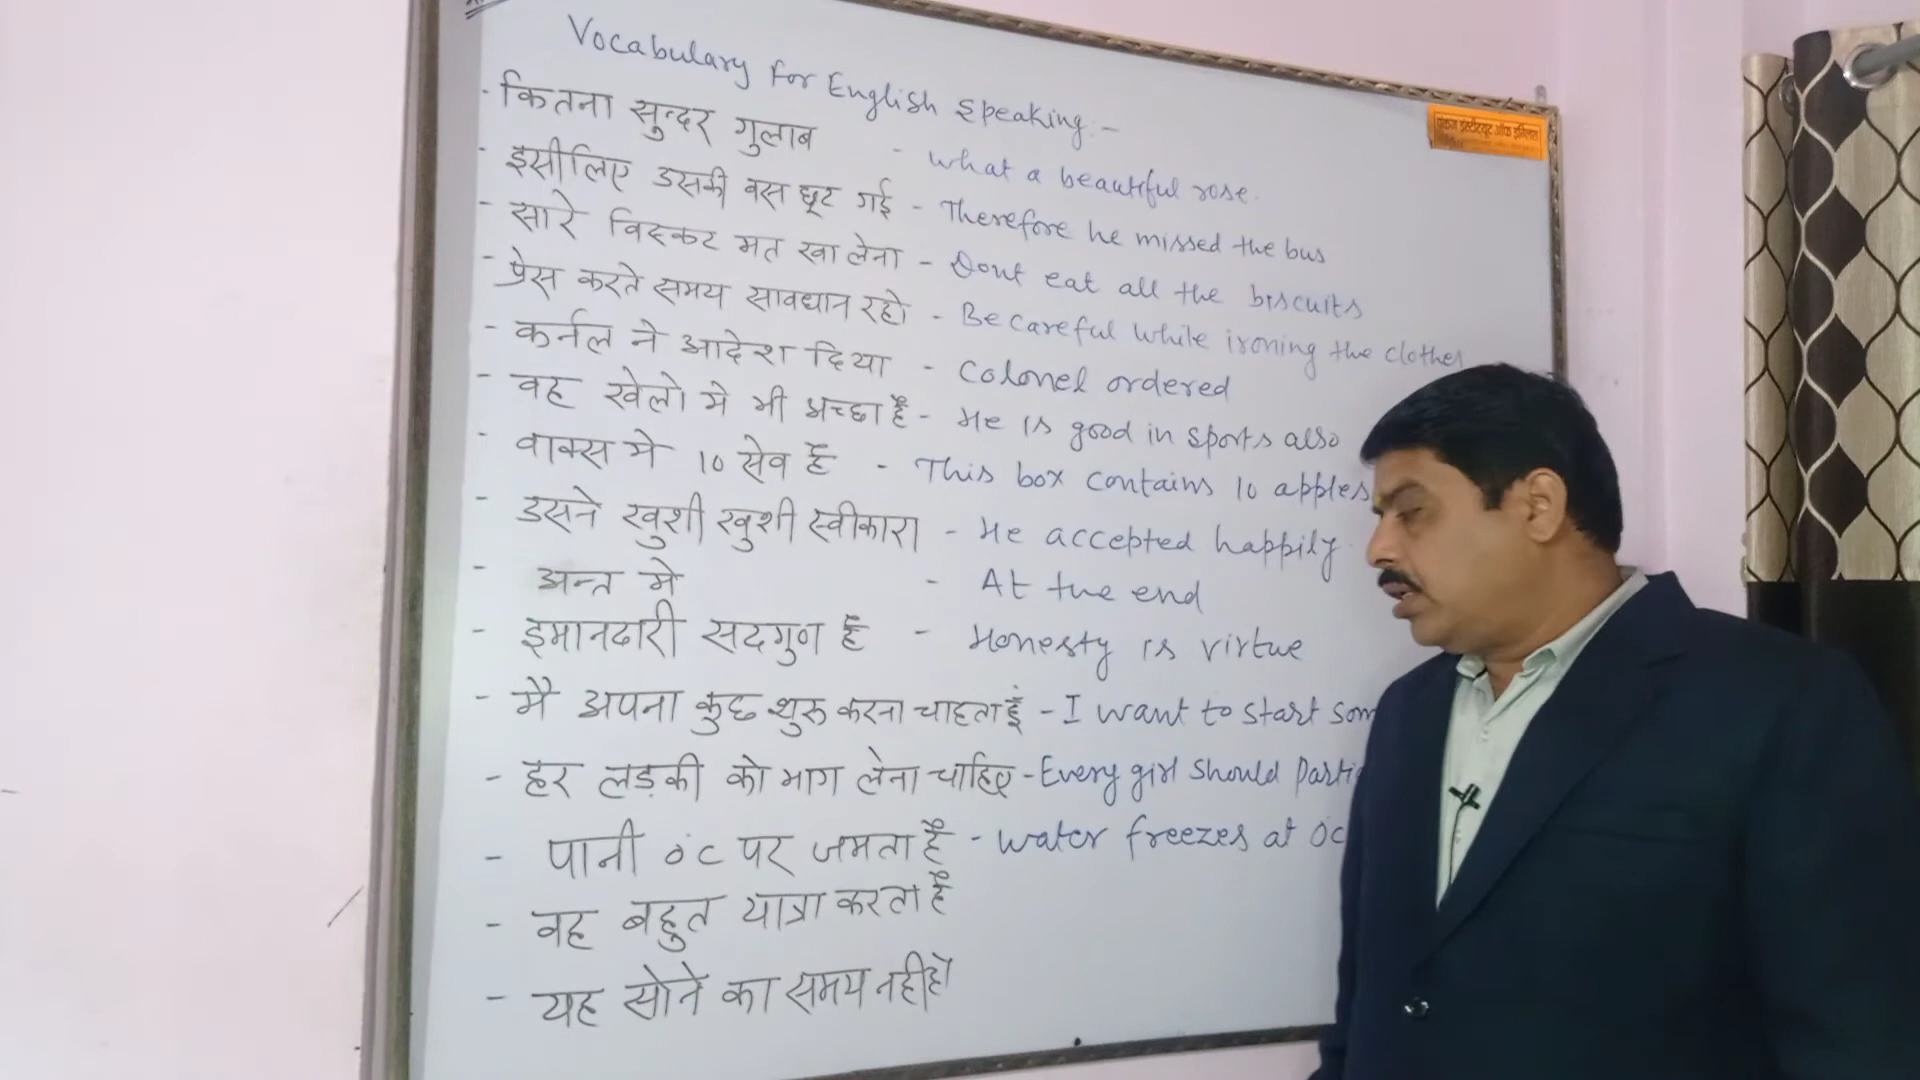 Vocabulary For English Speaking :-
- कितना सुन्दर गुलाब - what a beautiful rose.
- इसीलिए उसकी बस छूट गई - Therefore he missed the bus
- सारे बिस्कट मत खा लेना - Dont eat all the biscuits
- प्रेस करते समय सावधान रहो - Be careful while ironing the clothes
- कर्नल ने आदेश दिया - Colonel ordered
- वह खेलो मे भी अच्छा है - He is good in sports also
- बाक्स मे 10 सेव है - This box contains 10 apples
- उसने खुशी खुशी स्वीकारा - He accepted happily
- अन्त मे - At the end
- इमानदारी सदगुण है - Honesty is virtue
- मै अपना कुछ शुरू करना चाहता हूं - I want to start som
- हर लड़की को भाग लेना चाहिए - Every girl should Parti
- पानी 0°C पर जमता है - water freezes at 0°C
- वह बहुत यात्रा करता है
- यह सोने का समय नही है